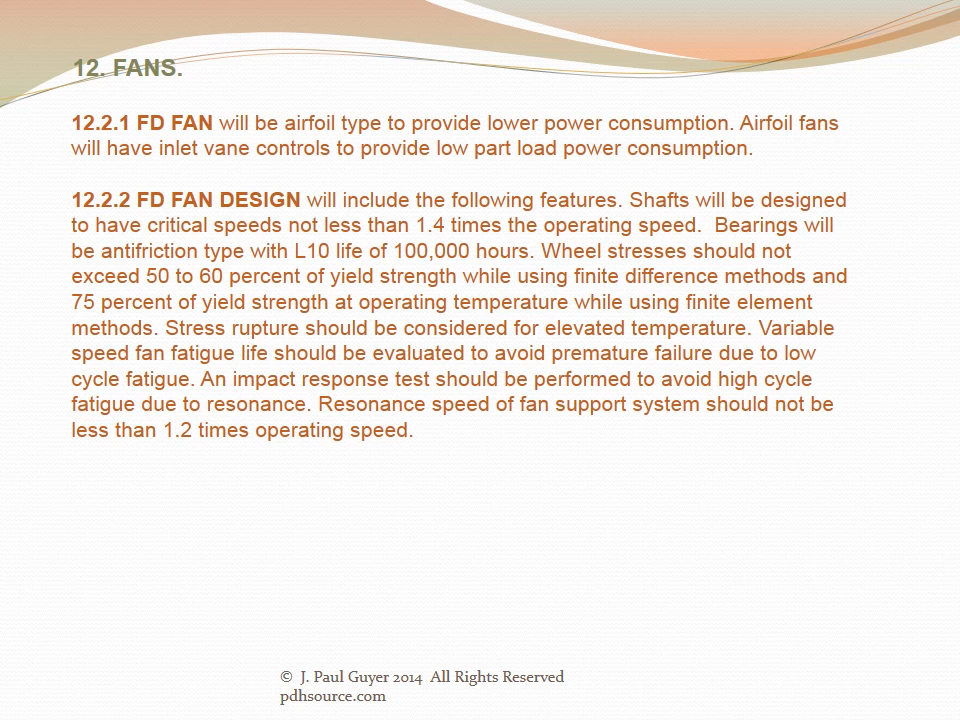 12. FANS.
12.2.1 FD FAN will be airfoil type to provide lower power consumption. Airfoil fans
will have inlet vane controls to provide low part load power consumption.
12.2.2 FD FAN DESIGN will include the following features. Shafts will be designed
to have critical speeds not less than 1.4 times the operating speed.  Bearings will
be antifriction type with L10 life of 100,000 hours. Wheel stresses should not
exceed 50 to 60 percent of yield strength while using finite difference methods and
75 percent of yield strength at operating temperature while using finite element
methods. Stress rupture should be considered for elevated temperature. Variable
speed fan fatigue life should be evaluated to avoid premature failure due to low
cycle fatigue. An impact response test should be performed to avoid high cycle
fatigue due to resonance. Resonance speed of fan support system should not be
less than 1.2 times operating speed.
© J. Paul Guyer 2014  All Rights Reserved
pdhsource.com